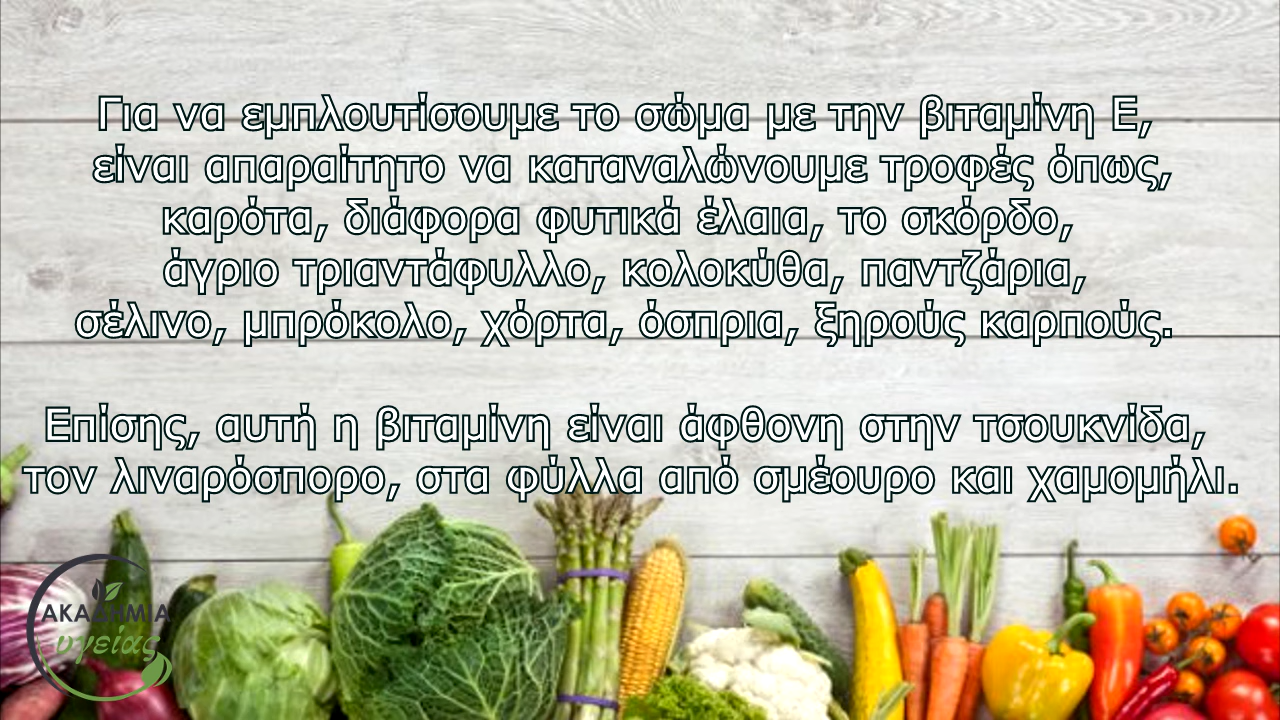 Για να εμπλουτίσουμε το σώμα με την βιταμίνη Ε,
είναι απαραίτητο να καταναλώνουμε τροφές όπως,
καρότα, διάφορα φυτικά έλαια, το σκόρδο,
άγριο τριαντάφυλλο, κολοκύθα, παντζάρια,
σέλινο, μπρόκολο, χόρτα, όσπρια, ξηρούς καρπούς.
Επίσης, αυτή η βιταμίνη είναι άφθονη στην τσουκνίδα,
τον λιναρόσπορο, στα φύλλα από σμέουρο και χαμομήλι.
ΑΚΑΔΗΜΙΑ
υγείας